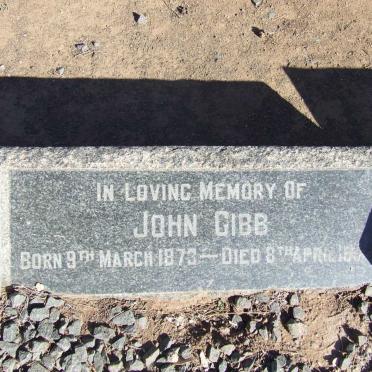 IN LOVING MEMORY OF
JOHN GIBB
BORN 9TH MARCH 1873 — DIED 8TH APRIL